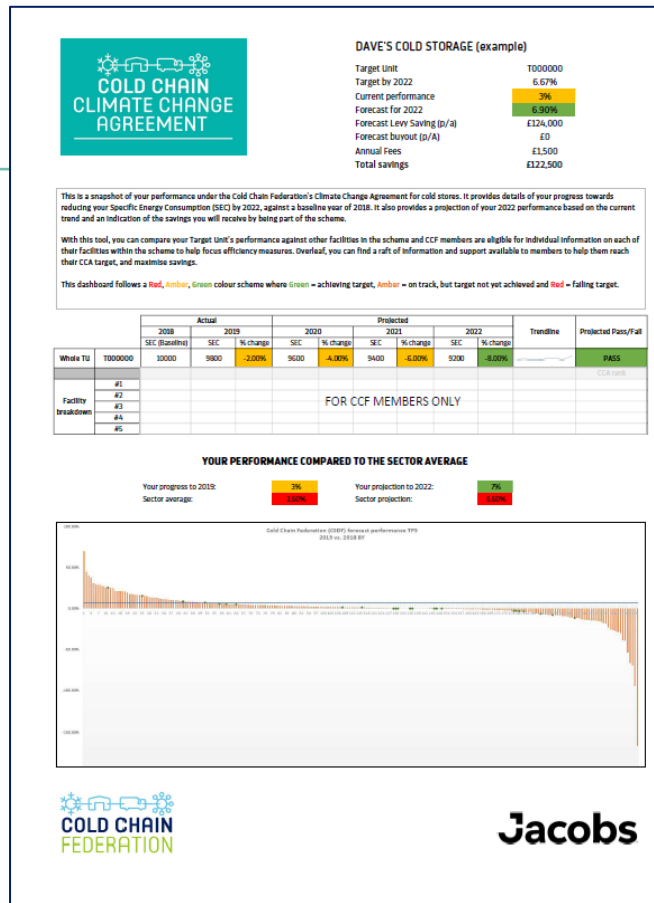 COLD CHAIN
CLIMATE CHANGE
AGREEMENT
DAVE'S COLD STORAGE (example)
Target Unit T000000
Target by 2022 6.67%
Current performance 3%
Forecast for 2022 6.90%
Forecast Levy Saving (p/a) £124,000
Forecast buyout (p/A) £0
Annual Fees £1,500
Total savings £122,500
This is a snapshot of your performance under the Cold Chain Federation's Climate Change Agreement for cold stores. It provides details of your progress towards
reducing your Specific Energy Consumption (SEC) by 2022, against a baseline year of 2018. It also provides a projection of your 2022 performance based on the current
trend and an indication of the savings you will receive by being part of the scheme.
With this tool, you can compare your Target Unit's performance against other facilities in the scheme and CCF members are eligible for individual information on each of
their facilities within the scheme to help focus efficiency measures. Overleaf, you can find a raft of information and support available to members to help them reach
their CCA target, and maximise savings.
This dashboard follows a Red, Amber, Green colour scheme where Green = achieving target, Amber = on track, but target not yet achieved and Red = failing target.
Actual Projected
2018 2019 2020 2021 2022 Trendline Projected Pass/Fail
SEC (Baseline) SEC % change SEC % change SEC % change SEC % change
Whole TU T000000 10000 9800 -2.00% 9600 -4.00% 9400 -6.00% 9200 -8.00% PASS
CCA rank
Facility breakdown
#1
#2
#3
#4
#5
FOR CCF MEMBERS ONLY
YOUR PERFORMANCE COMPARED TO THE SECTOR AVERAGE
Your progress to 2019: 3% Your projection to 2022: 7%
Sector average: Sector projection:
Cold Chain Federation (CSDF) forecast performance TP5
2019 vs. 2018 BY
COLD CHAIN
FEDERATION
Jacobs